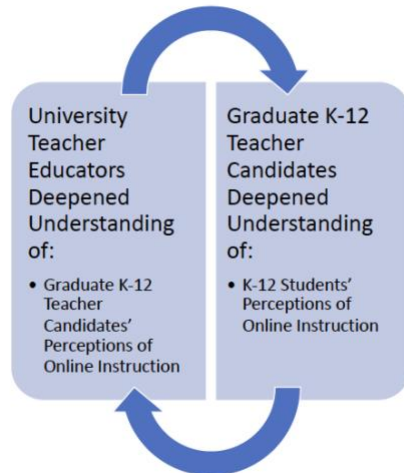 University
Teacher
Educators
Deepened
Understanding
of:
• Graduate K-12
Teacher
Candidates’
Perceptions of
Online Instruction
Graduate K-12
Teacher
Candidates
Deepened
Understanding
of:
• K-12 Students’
Perceptions of
Online Instruction